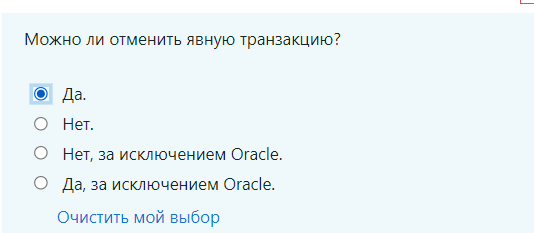 Можно ли отменить явную транзакцию?
Да.
Нет.
Нет, за исключением Oracle.
Да, за исключением Oracle.
Очистить мой выбор